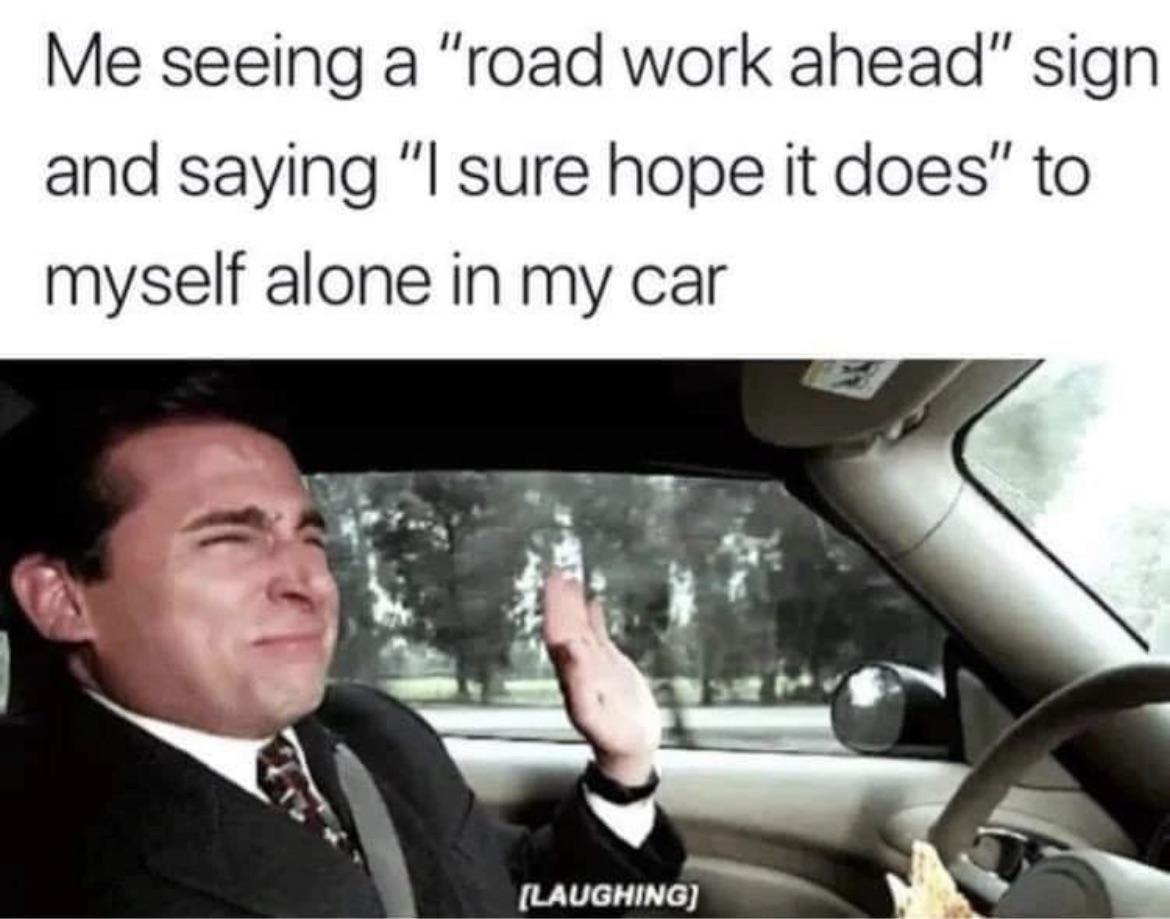 Me seeing a "road work ahead" sign
and saying "I sure hope it does" to
myself alone in my car
[LAUGHING]